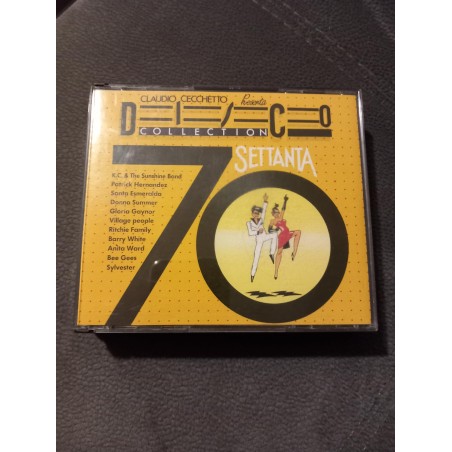 CLAUDIO CECCHETTO Presenta
DISCO
COLLECTION
70
SETTANTA
K.C. & The Sunshine Band
Patrick Hernandez
Santa Esmeralda
Donna Summer
Gloria Gaynor
Village people
Ritchie Family
Barry White
Anita Ward
Bee Gees
Sylvester